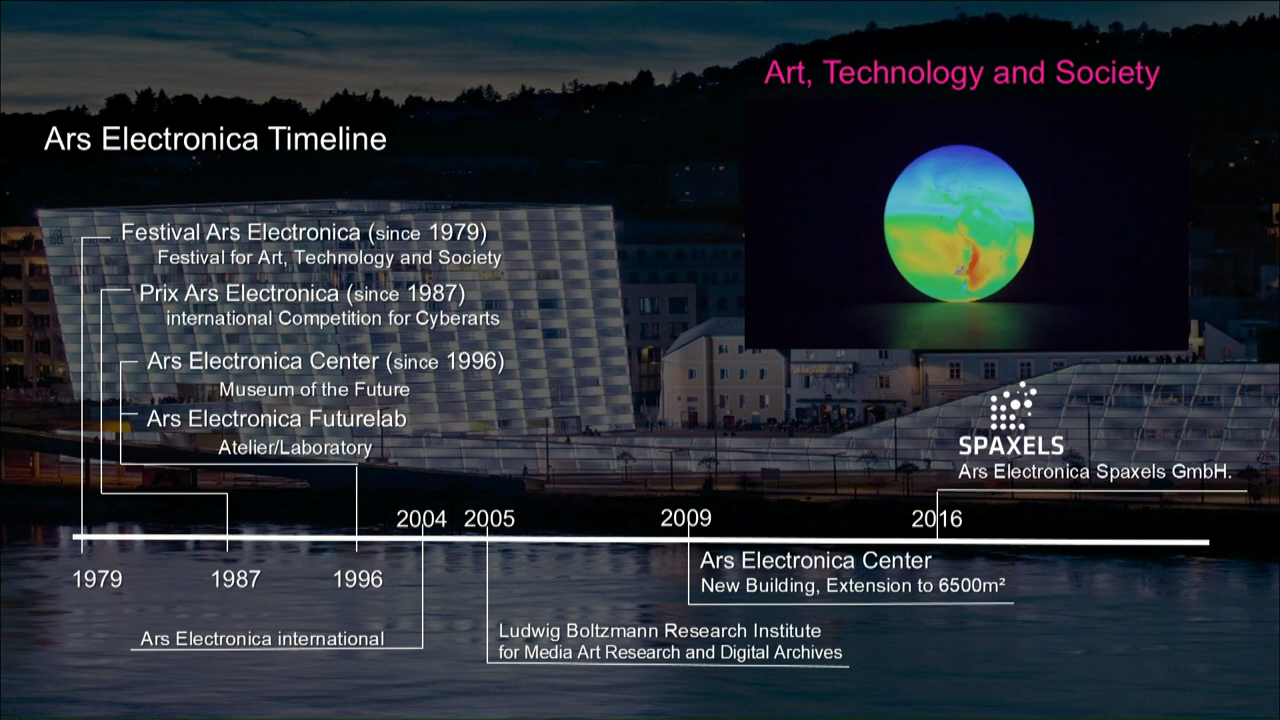 Art, Technology and Society
Ars Electronica Timeline
Festival Ars Electronica (since 1979)
Festival for Art, Technology and Society
Prix Ars Electronica (since 1987)
international Competition for Cyberarts
Ars Electronica Center (since 1996)
Museum of the Future
Ars Electronica Futurelab
Atelier/Laboratory
SPAXELS
Ars Electronica Spaxels GmbH.
2004
2005
2009
2016
1979
1987
1996
Ars Electronica Center
New Building, Extension to 6500m²
Ars Electronica international
Ludwig Boltzmann Research Institute
for Media Art Research and Digital Archives